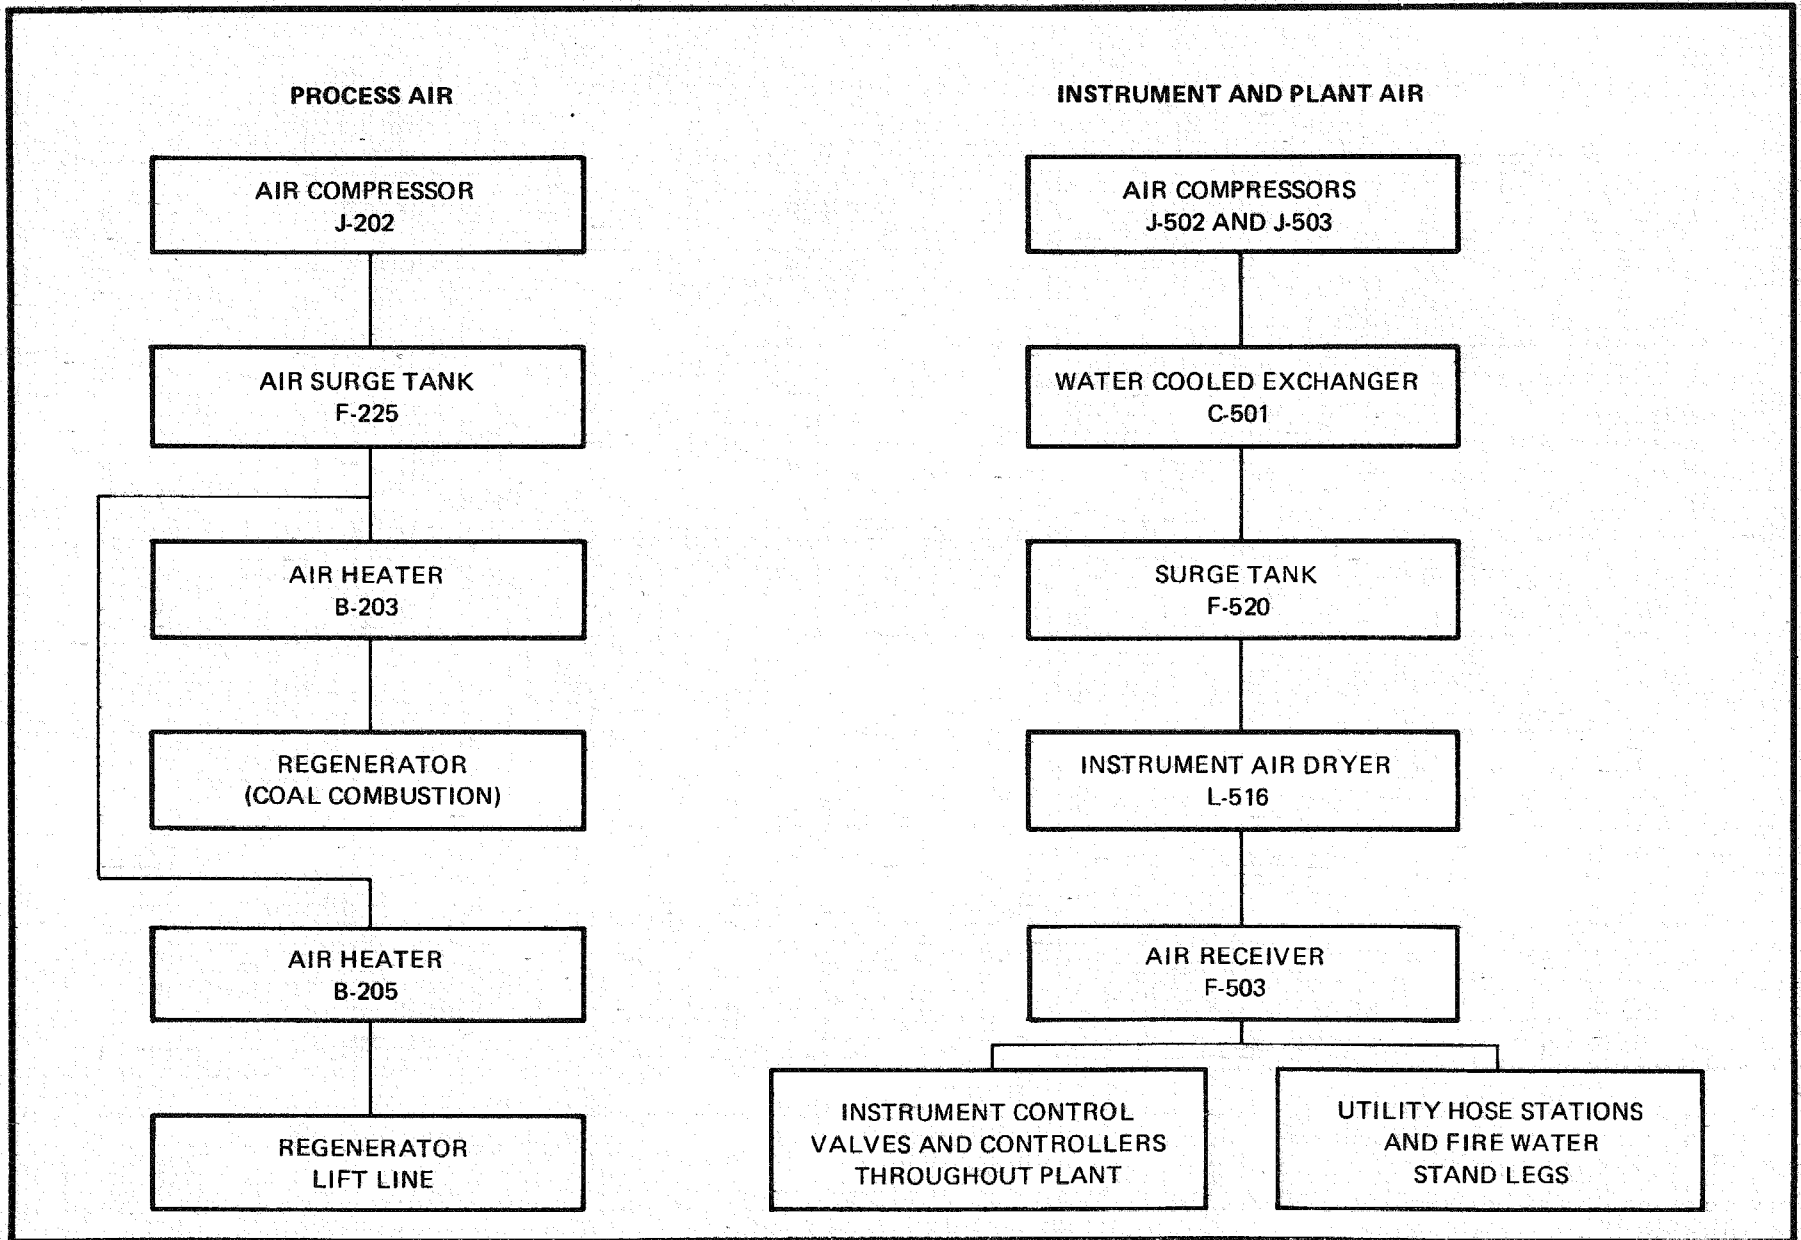 PROCESS AIR
AIR COMPRESSOR
J-202
AIR SURGE TANK
F-225
AIR HEATER
B-203
REGENERATOR
(COAL COMBUSTION)
AIR HEATER
B-205
REGENERATOR
LIFT LINE
INSTRUMENT AND PLANT AIR
AIR COMPRESSORS
J-502 AND J-503
WATER COOLED EXCHANGER
C-501
SURGE TANK
F-520
INSTRUMENT AIR DRYER
L-516
AIR RECEIVER
F-503
INSTRUMENT CONTROL
VALVES AND CONTROLLERS
THROUGHOUT PLANT
UTILITY HOSE STATIONS
AND FIRE WATER
STAND LEGS